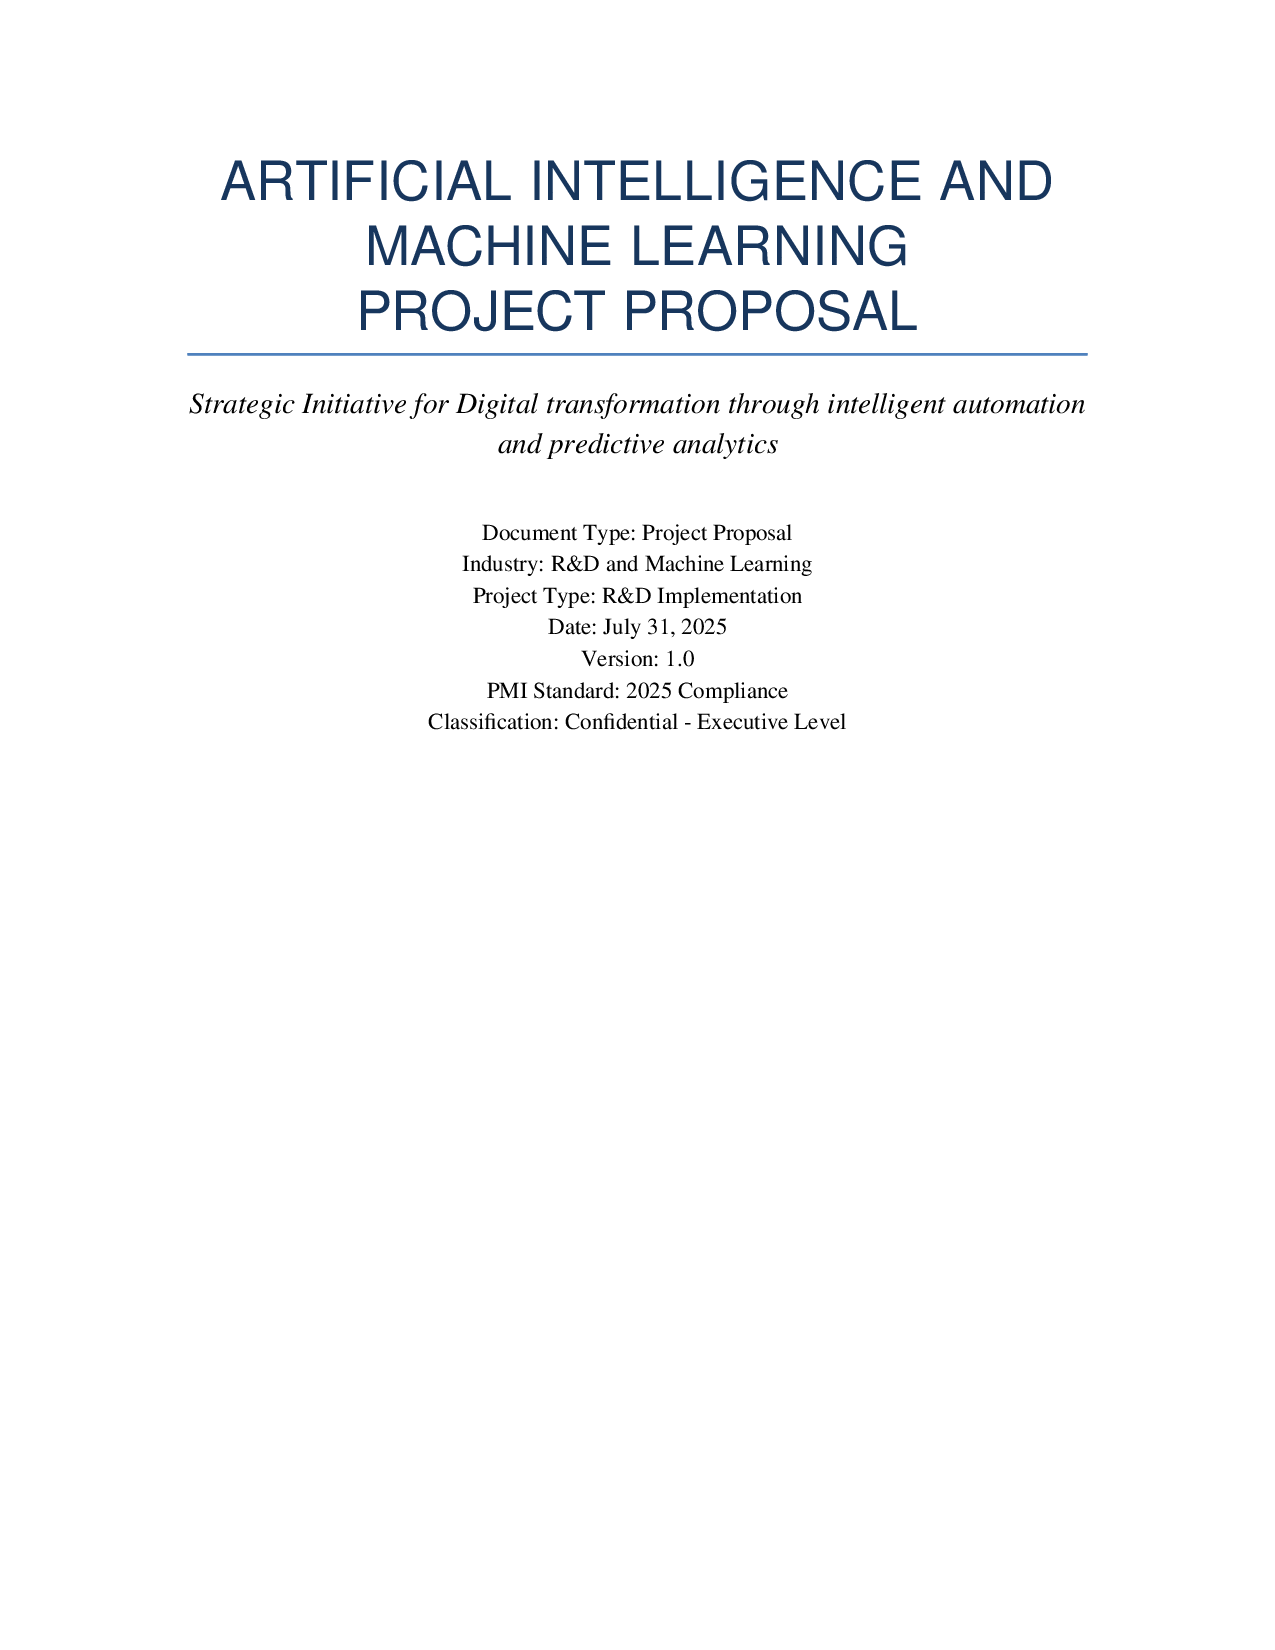 ARTIFICIAL INTELLIGENCE AND
MACHINE LEARNING
PROJECT PROPOSAL
Strategic Initiative for Digital transformation through intelligent automation
and predictive analytics
Document Type: Project Proposal
Industry: R&D and Machine Learning
Project Type: R&D Implementation
Date: July 31, 2025
Version: 1.0
PMI Standard: 2025 Compliance
Classification: Confidential - Executive Level